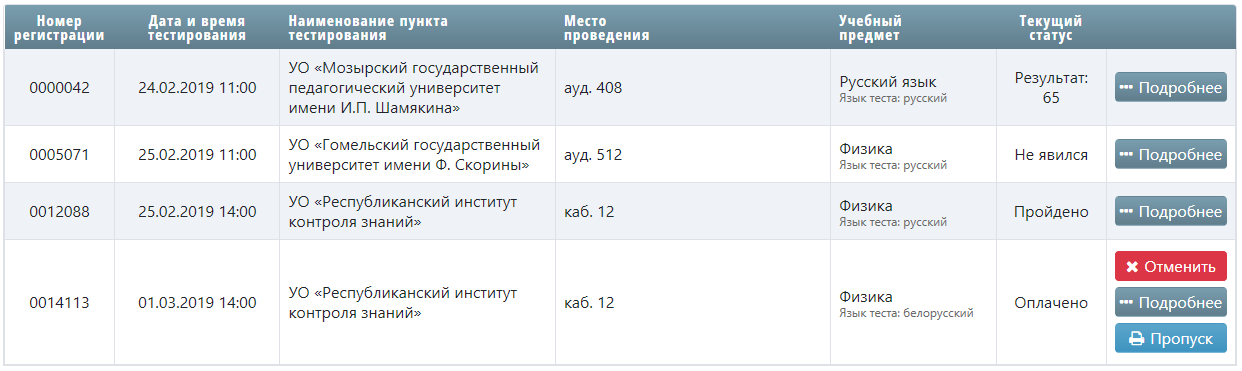 Номер регистрации
Дата и время тестирования
Наименование пункта тестирования
Место проведения
Учебный предмет
Текущий статус
0000042
24.02.2019 11:00
УО «Мозырский государственный
педагогический университет
имени И.П. Шамякина»
ауд. 408
Русский язык
Язык теста: русский
Результат:
65
Подробнее
0005071
25.02.2019 11:00
УО «Гомельский государственный
университет имени Ф. Скорины»
ауд. 512
Физика
Язык теста: русский
Не явился
Подробнее
0012088
25.02.2019 14:00
УО «Республиканский институт
контроля знаний»
каб. 12
Физика
Язык теста: русский
Пройдено
Подробнее
0014113
01.03.2019 14:00
УО «Республиканский институт
контроля знаний»
каб. 12
Физика
Язык теста: белорусский
Оплачено
Отменить
Подробнее
Пропуск